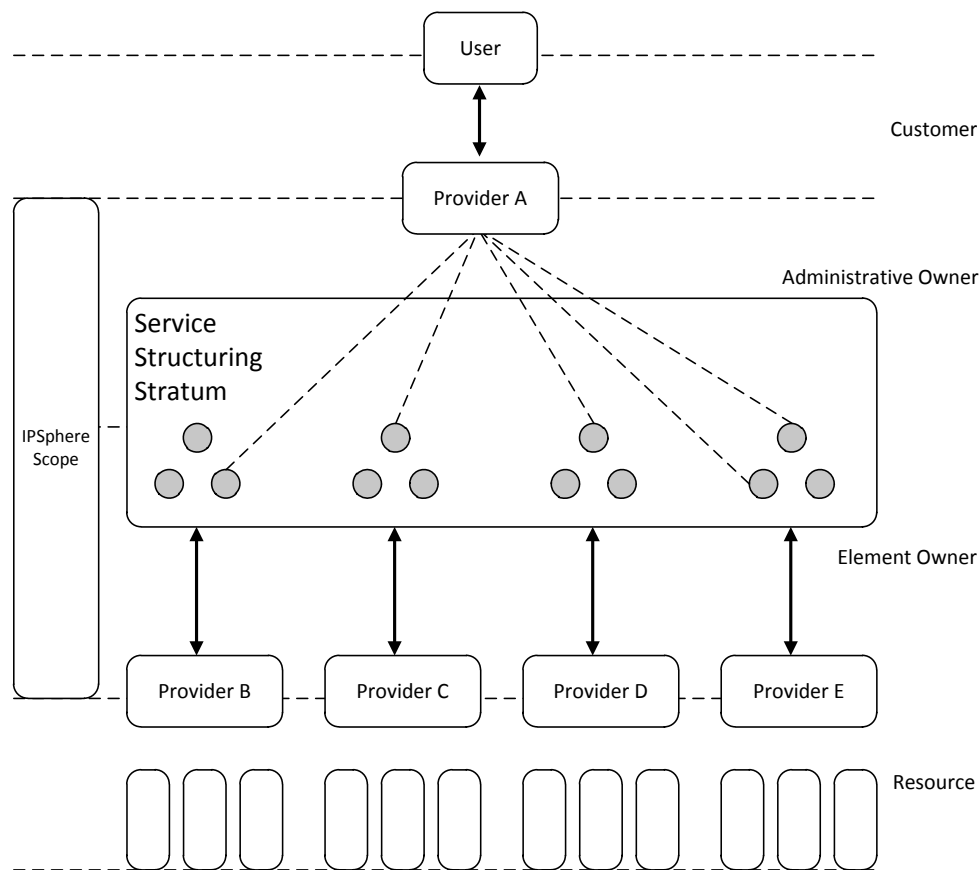 User
Customer
Provider A
Administrative Owner
Service
Structuring
Stratum
IPSphere
Scope
Element Owner
Provider B
Provider C
Provider D
Provider E
Resource